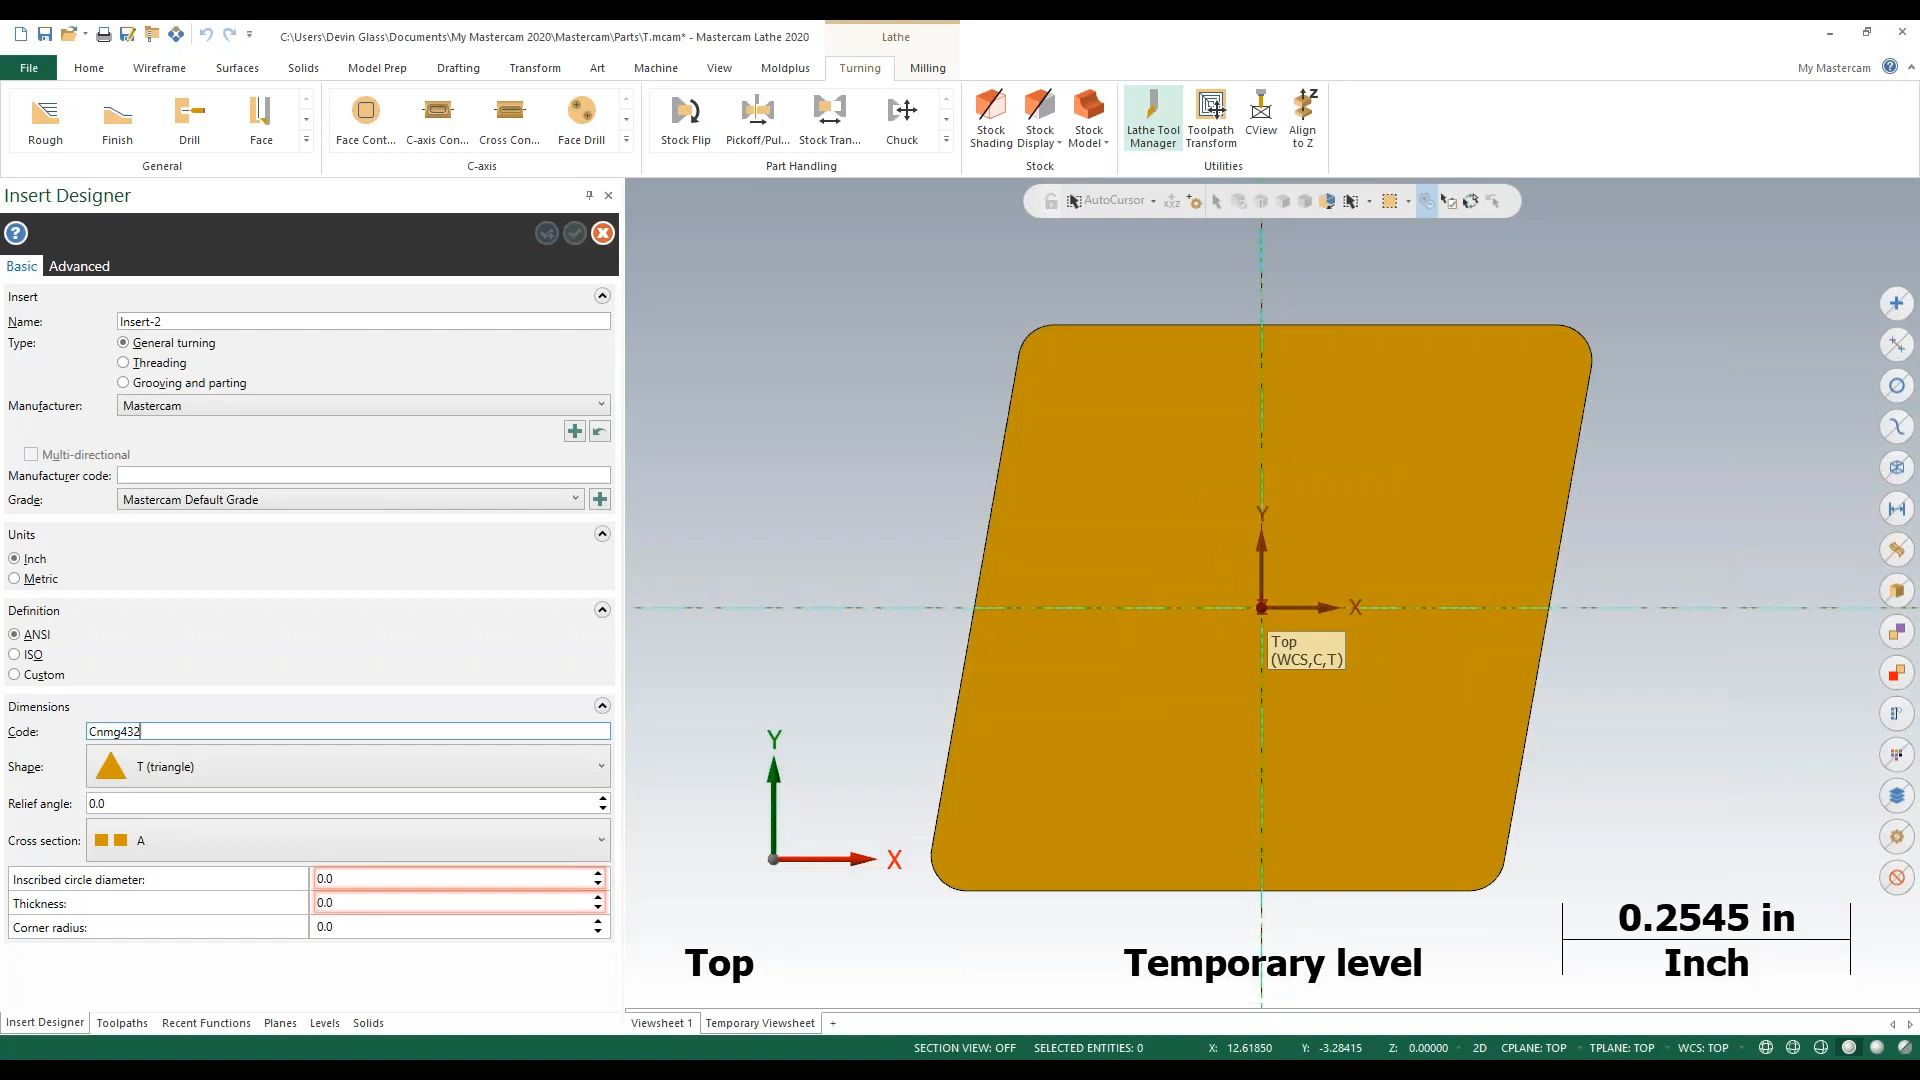 C:\Users\Devin Glass\Documents\My Mastercam 2020\Mastercam\Parts\T.mcam* - Mastercam Lathe 2020
Lathe
File Home Wireframe Surfaces Solids Model Prep Drafting Transform Art Machine View Moldplus Turning Milling My Mastercam
Rough Finish Drill Face Face Cont... C-axis Con... Cross Con... Face Drill Stock Flip Pickoff/Pul... Stock Tran... Chuck
Stock Shading Stock Display Stock Model Lathe Tool Manager Toolpath Transform CView Align to Z
General C-axis Part Handling Stock Utilities
Insert Designer
AutoCursor
Basic Advanced
Insert
Name: Insert-2
Type: General turning
Threading
Grooving and parting
Manufacturer: Mastercam
Multi-directional
Manufacturer code:
Grade: Mastercam Default Grade
Units
Inch
Metric
Definition
ANSI
ISO
Custom
Dimensions
Code: Cnmg432
Shape: T (triangle)
Relief angle: 0.0
Cross section: A
Inscribed circle diameter: 0.0
Thickness: 0.0
Corner radius: 0.0
Y
X
Top
(WCS,C,T)
Y
X
0.2545 in
Inch
Top
Temporary level
Insert Designer Toolpaths Recent Functions Planes Levels Solids
Viewsheet 1 Temporary Viewsheet +
SECTION VIEW: OFF SELECTED ENTITIES: 0 X: 12.61850 Y: -3.28415 Z: 0.00000 2D CPLANE: TOP TPLANE: TOP WCS: TOP